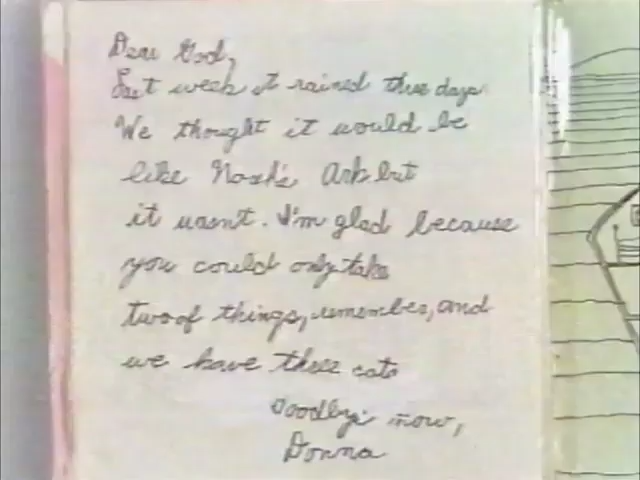 Dear God,
Last week it rained three days.
We thought it would be
like Noah's Ark but
it wasn't. I'm glad because
you could only take
two of things, remember, and
we have three cats
Goodbye now,
Donna